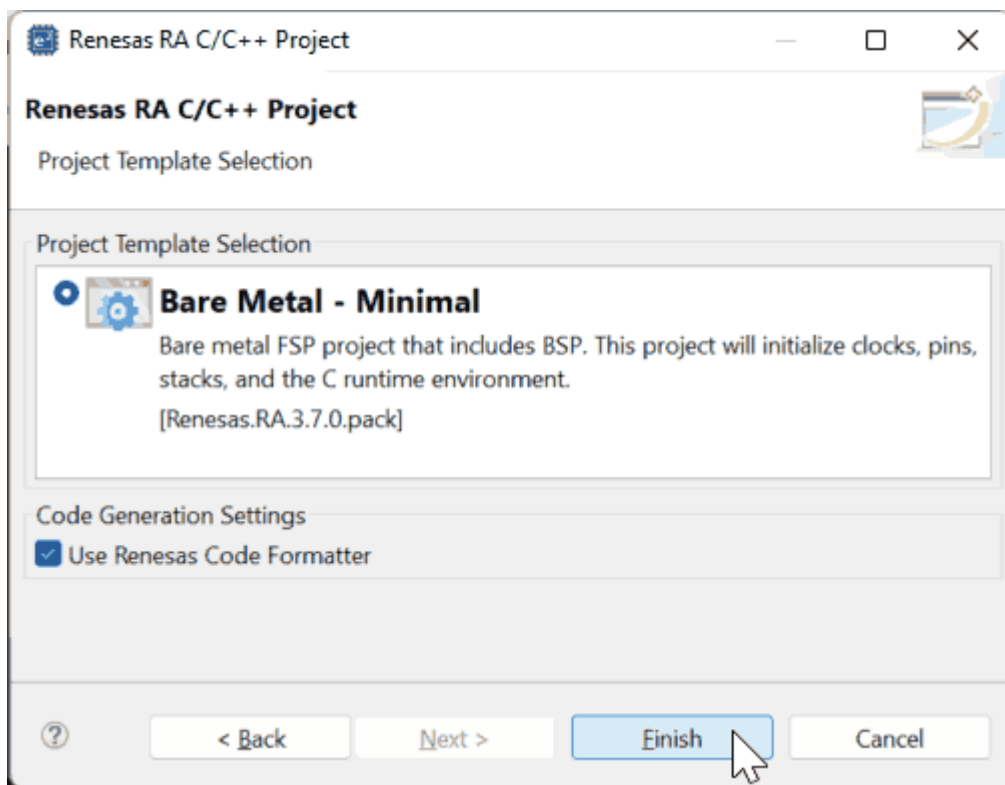 Renesas RA C/C++ Project
Renesas RA C/C++ Project
Project Template Selection
Project Template Selection
Bare Metal - Minimal
Bare metal FSP project that includes BSP. This project will initialize clocks, pins,
stacks, and the C runtime environment.
[Renesas.RA.3.7.0.pack]
Code Generation Settings
Use Renesas Code Formatter
? < Back Next > Finish Cancel